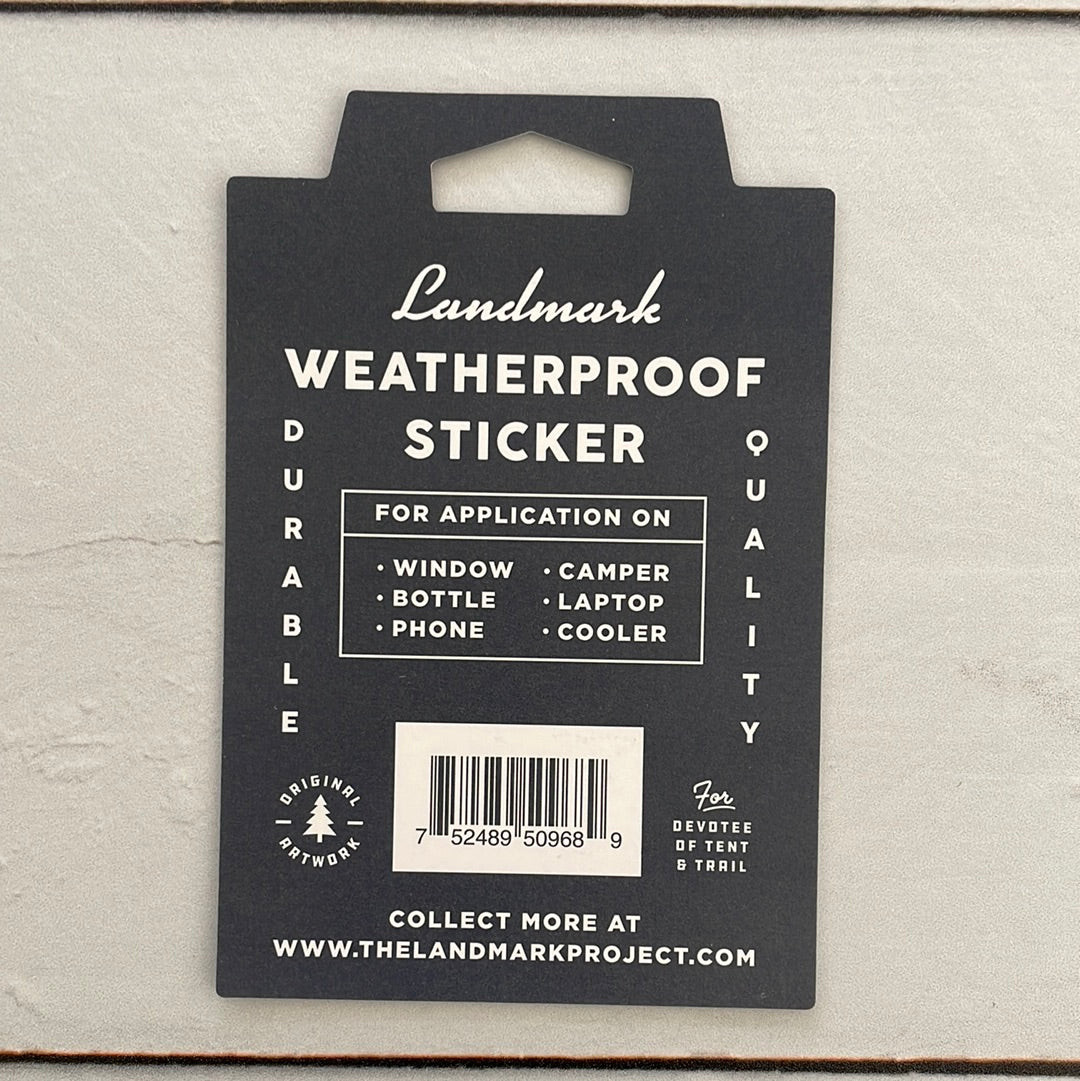 Landmark
WEATHERPROOF
STICKER
DURABLE
QUALITY
FOR APPLICATION ON
• WINDOW
• BOTTLE
• PHONE
• CAMPER
• LAPTOP
• COOLER
ORIGINAL
ARTWORK
7 52489 50968 9
For
DEVOTEE
OF TENT
& TRAIL
COLLECT MORE AT
WWW.THELANDMARKPROJECT.COM